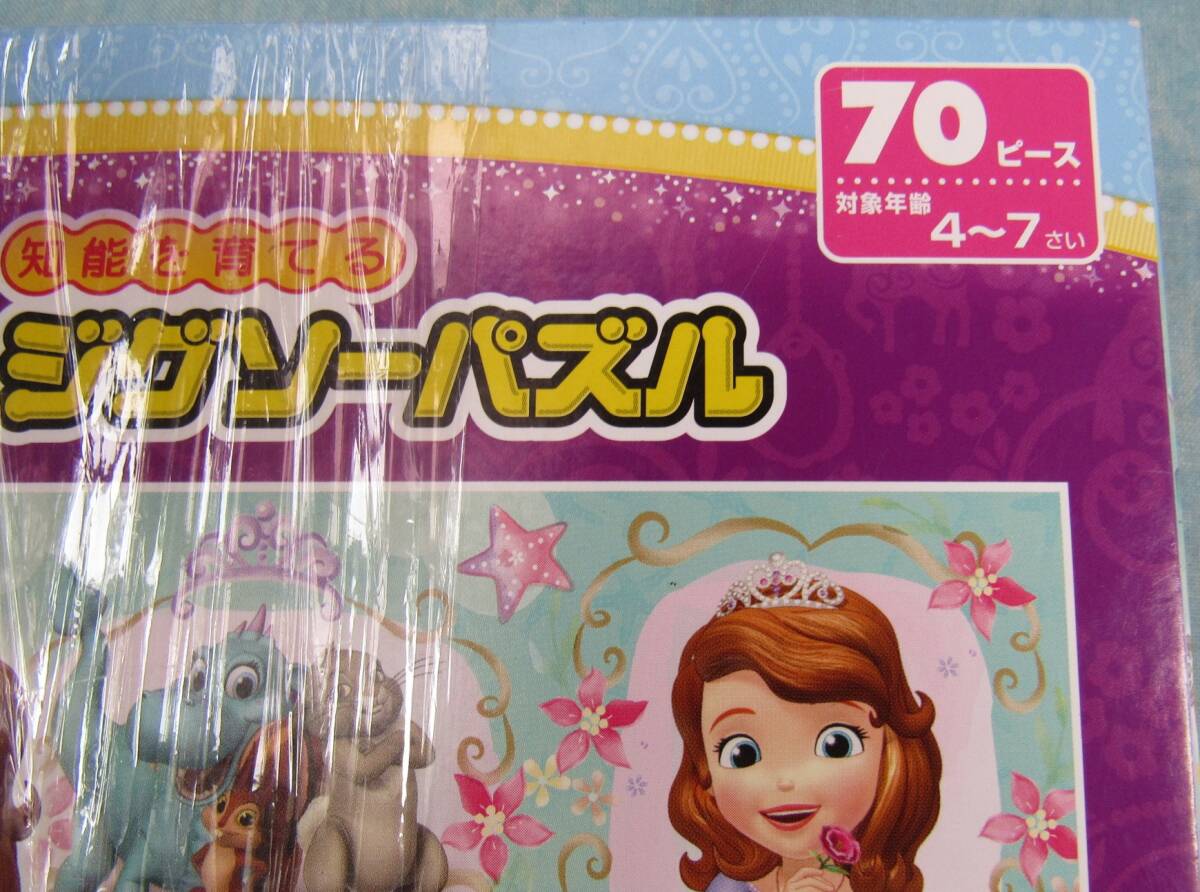 70ピース
対象年齢 4〜7さい
知能を育てる
ジグソーパズル